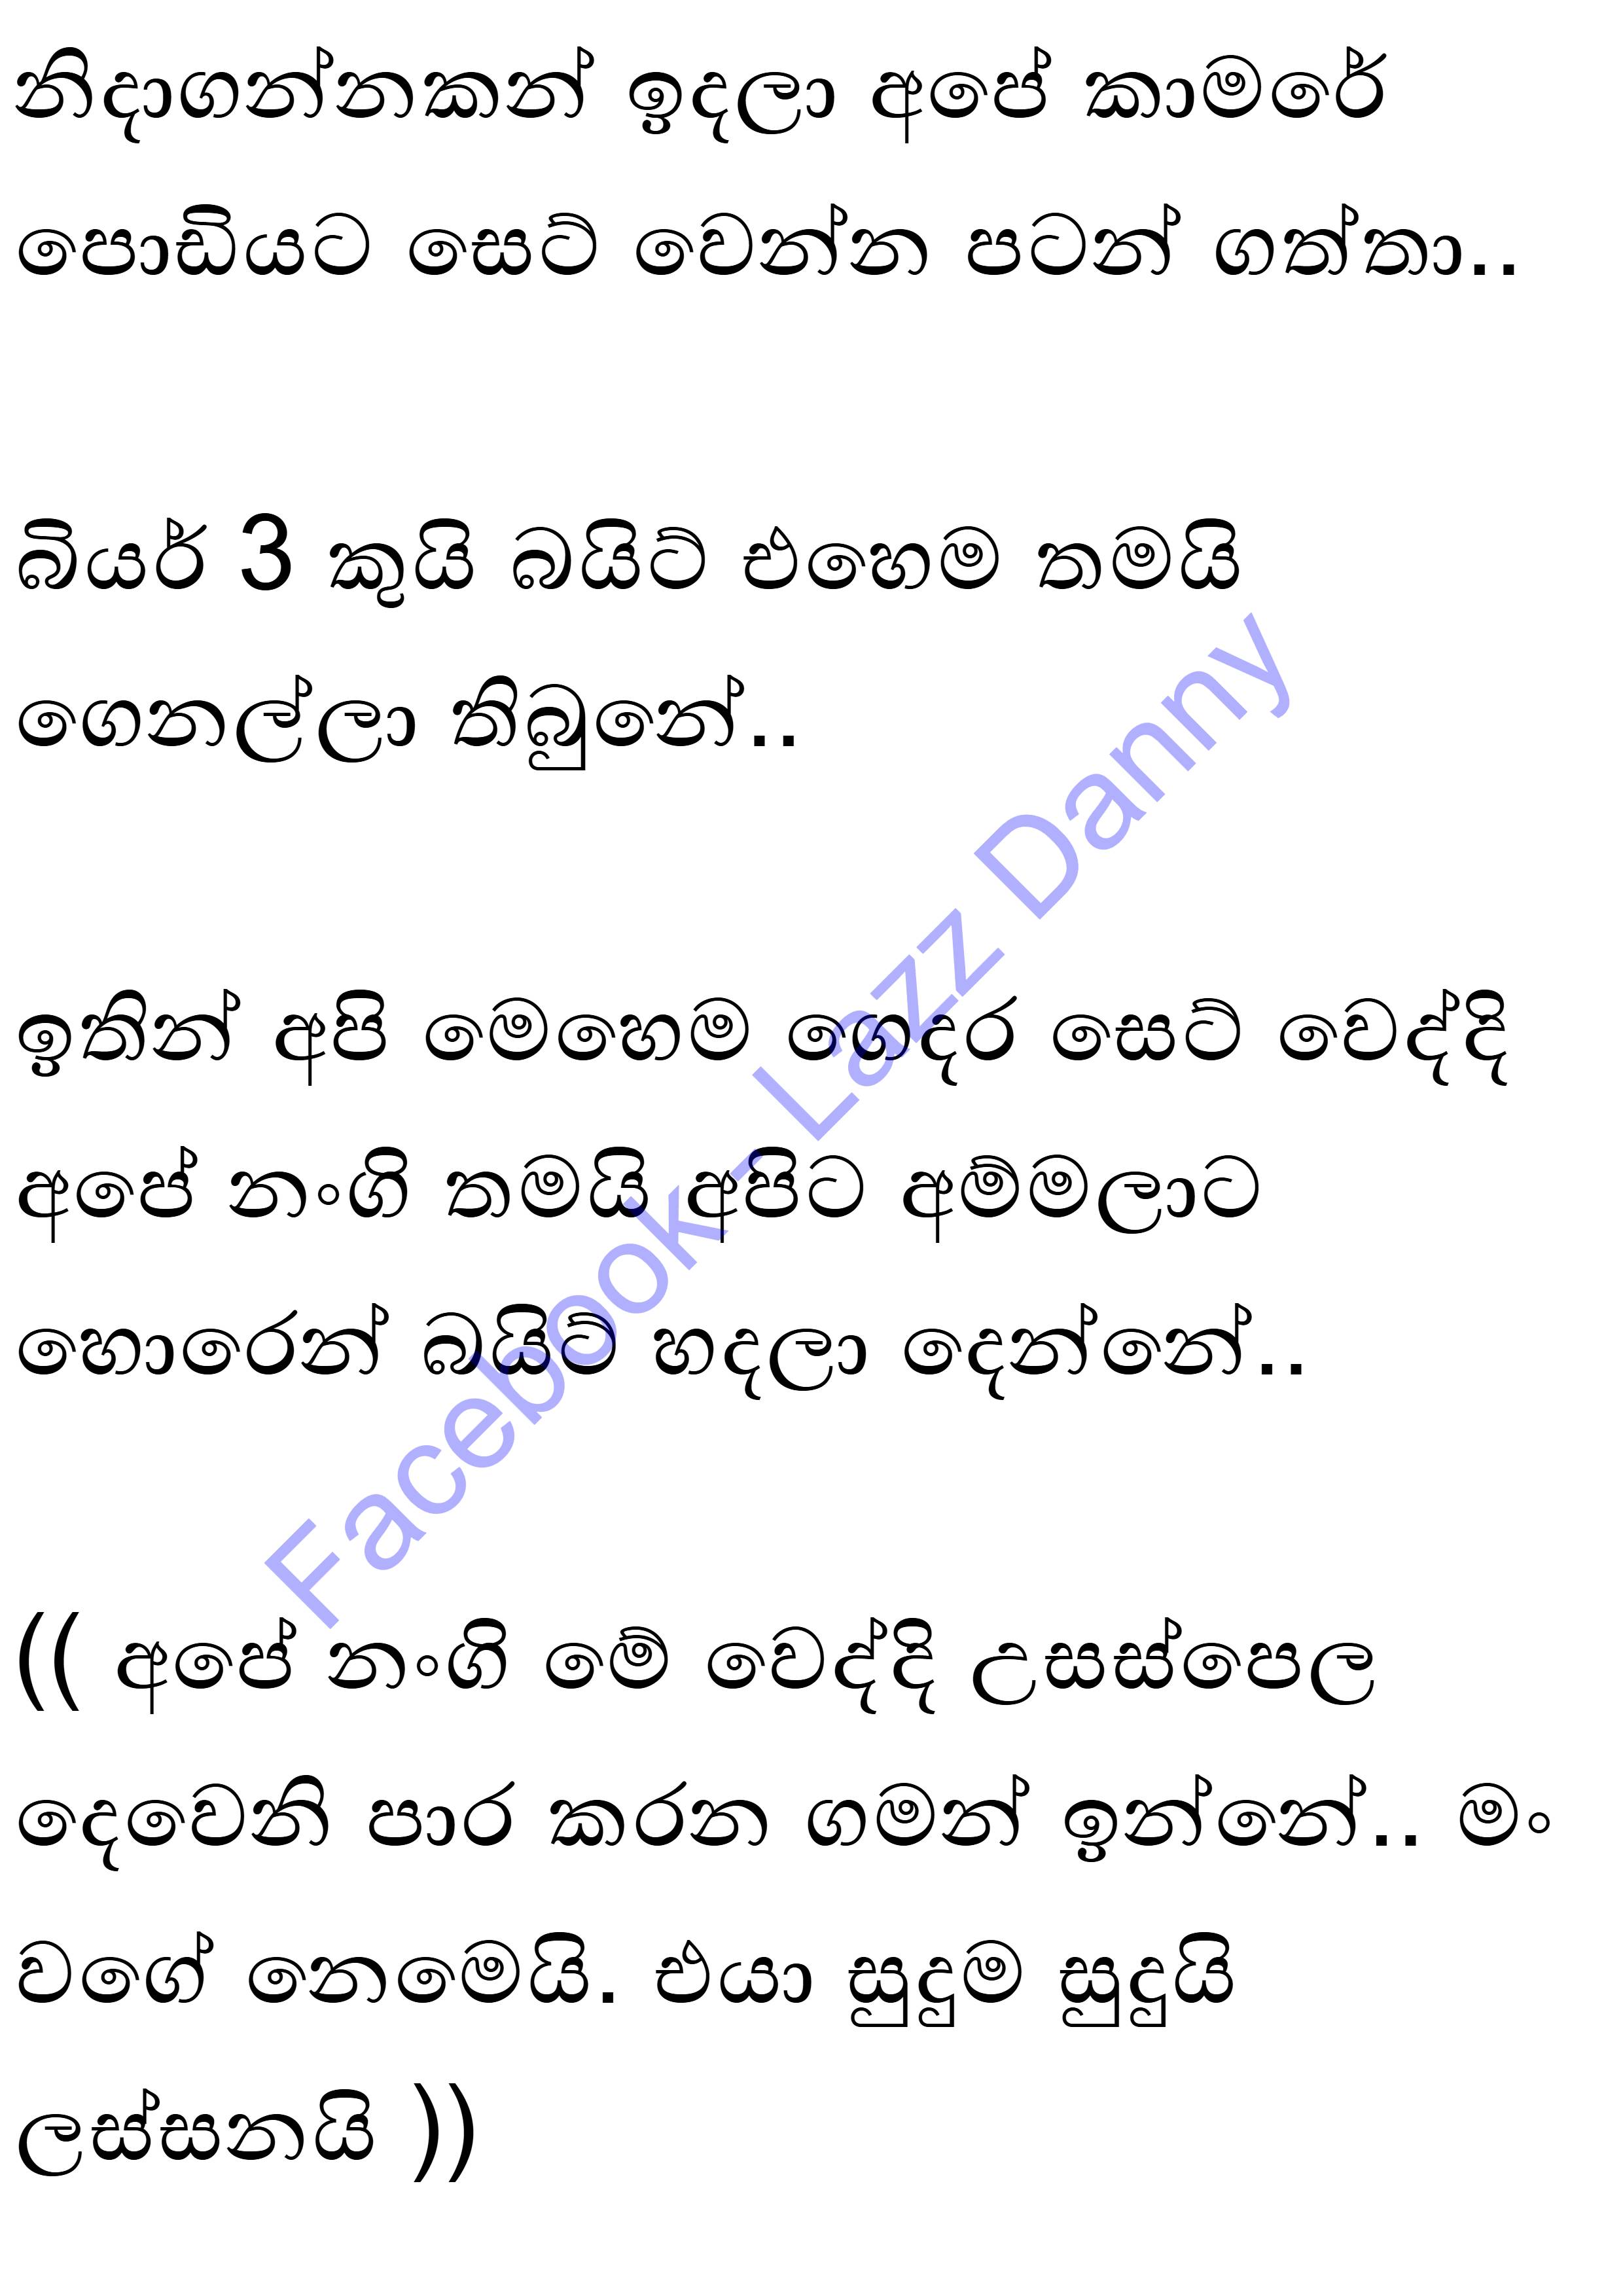 නිදාගන්නකන් ඉදලා අපේ කාමරේ
පොඩියට සෙට් වෙන්න පටන් ගත්තා..
බියර් 3 කුයි බයිට් එහෙම තමයි
ගෙනල්ලා තිබුනේ..
ඉතින් අපි මෙහෙම ගෙදර සෙට් වෙද්දි
අපේ නංගි තමයි අපිට අම්මලාට
හොරෙන් බයිට් හදලා දෙන්නේ..
(( අපේ නංගි මේ වෙද්දි උසස්පෙල
දෙවෙනි පාර කරන ගමන් ඉන්නේ.. මං
වගේ නෙමෙයි. එයා සුදුම සුදුයි
ලස්සනයි ))
Facebook - Lazz Danny